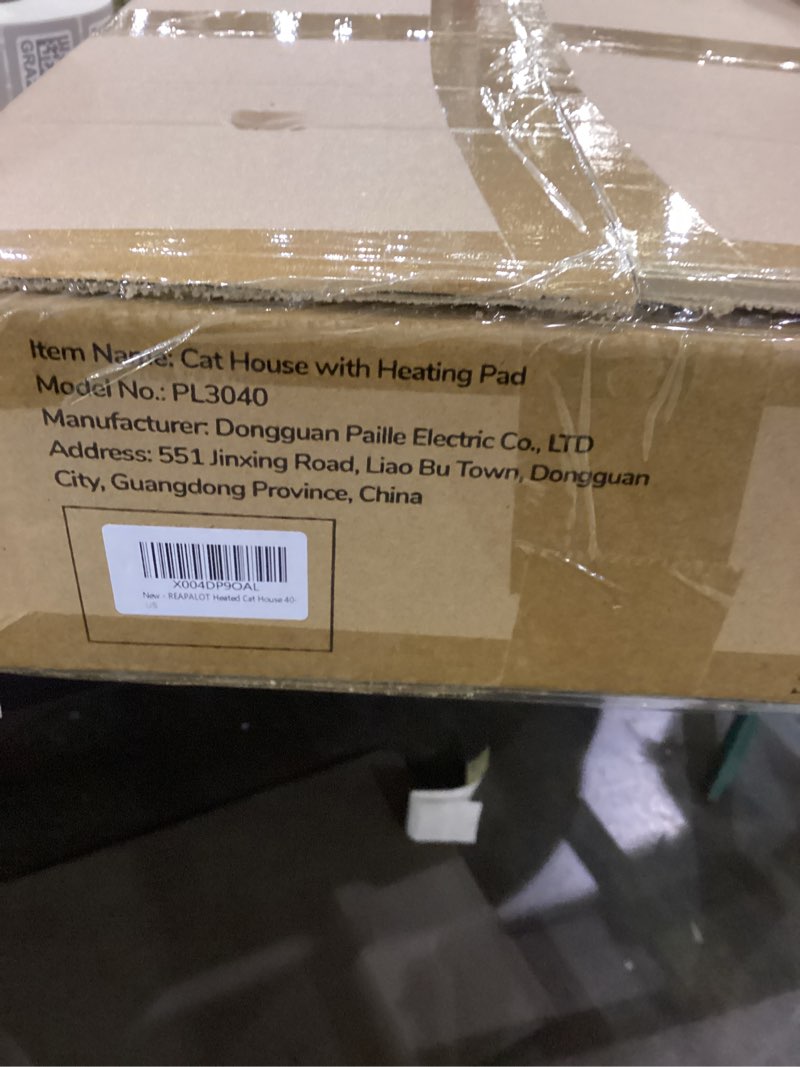 GRA
Item Name: Cat House with Heating Pad
Model No.: PL3040
Manufacturer: Dongguan Paille Electric Co., LTD
Address: 551 Jinxing Road, Liao Bu Town, Dongguan
City, Guangdong Province, China
X004DP9OAL
New - REAPALOT Heated Cat House 40-
US